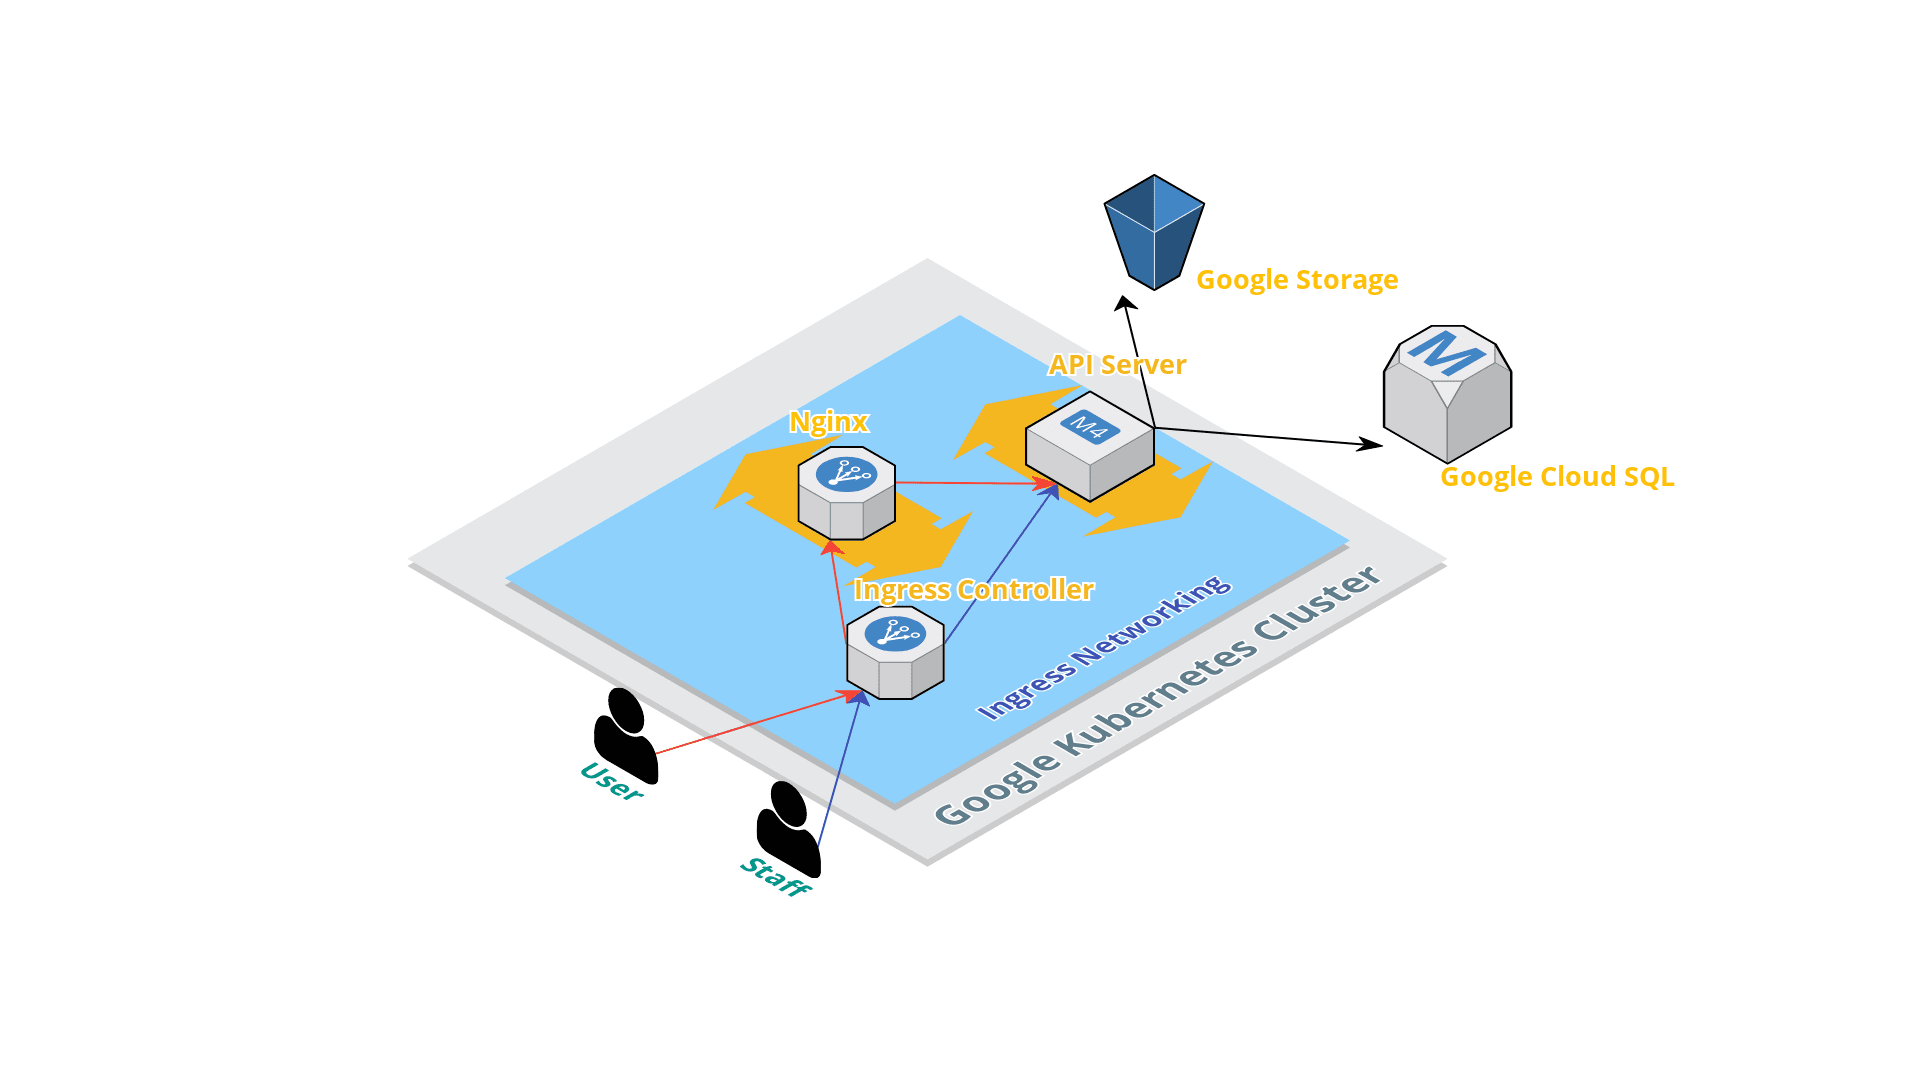 Google Storage
API Server
M
Nginx
M4
Google Cloud SQL
Ingress Controller
Ingress Networking
Google Kubernetes Cluster
User
Staff